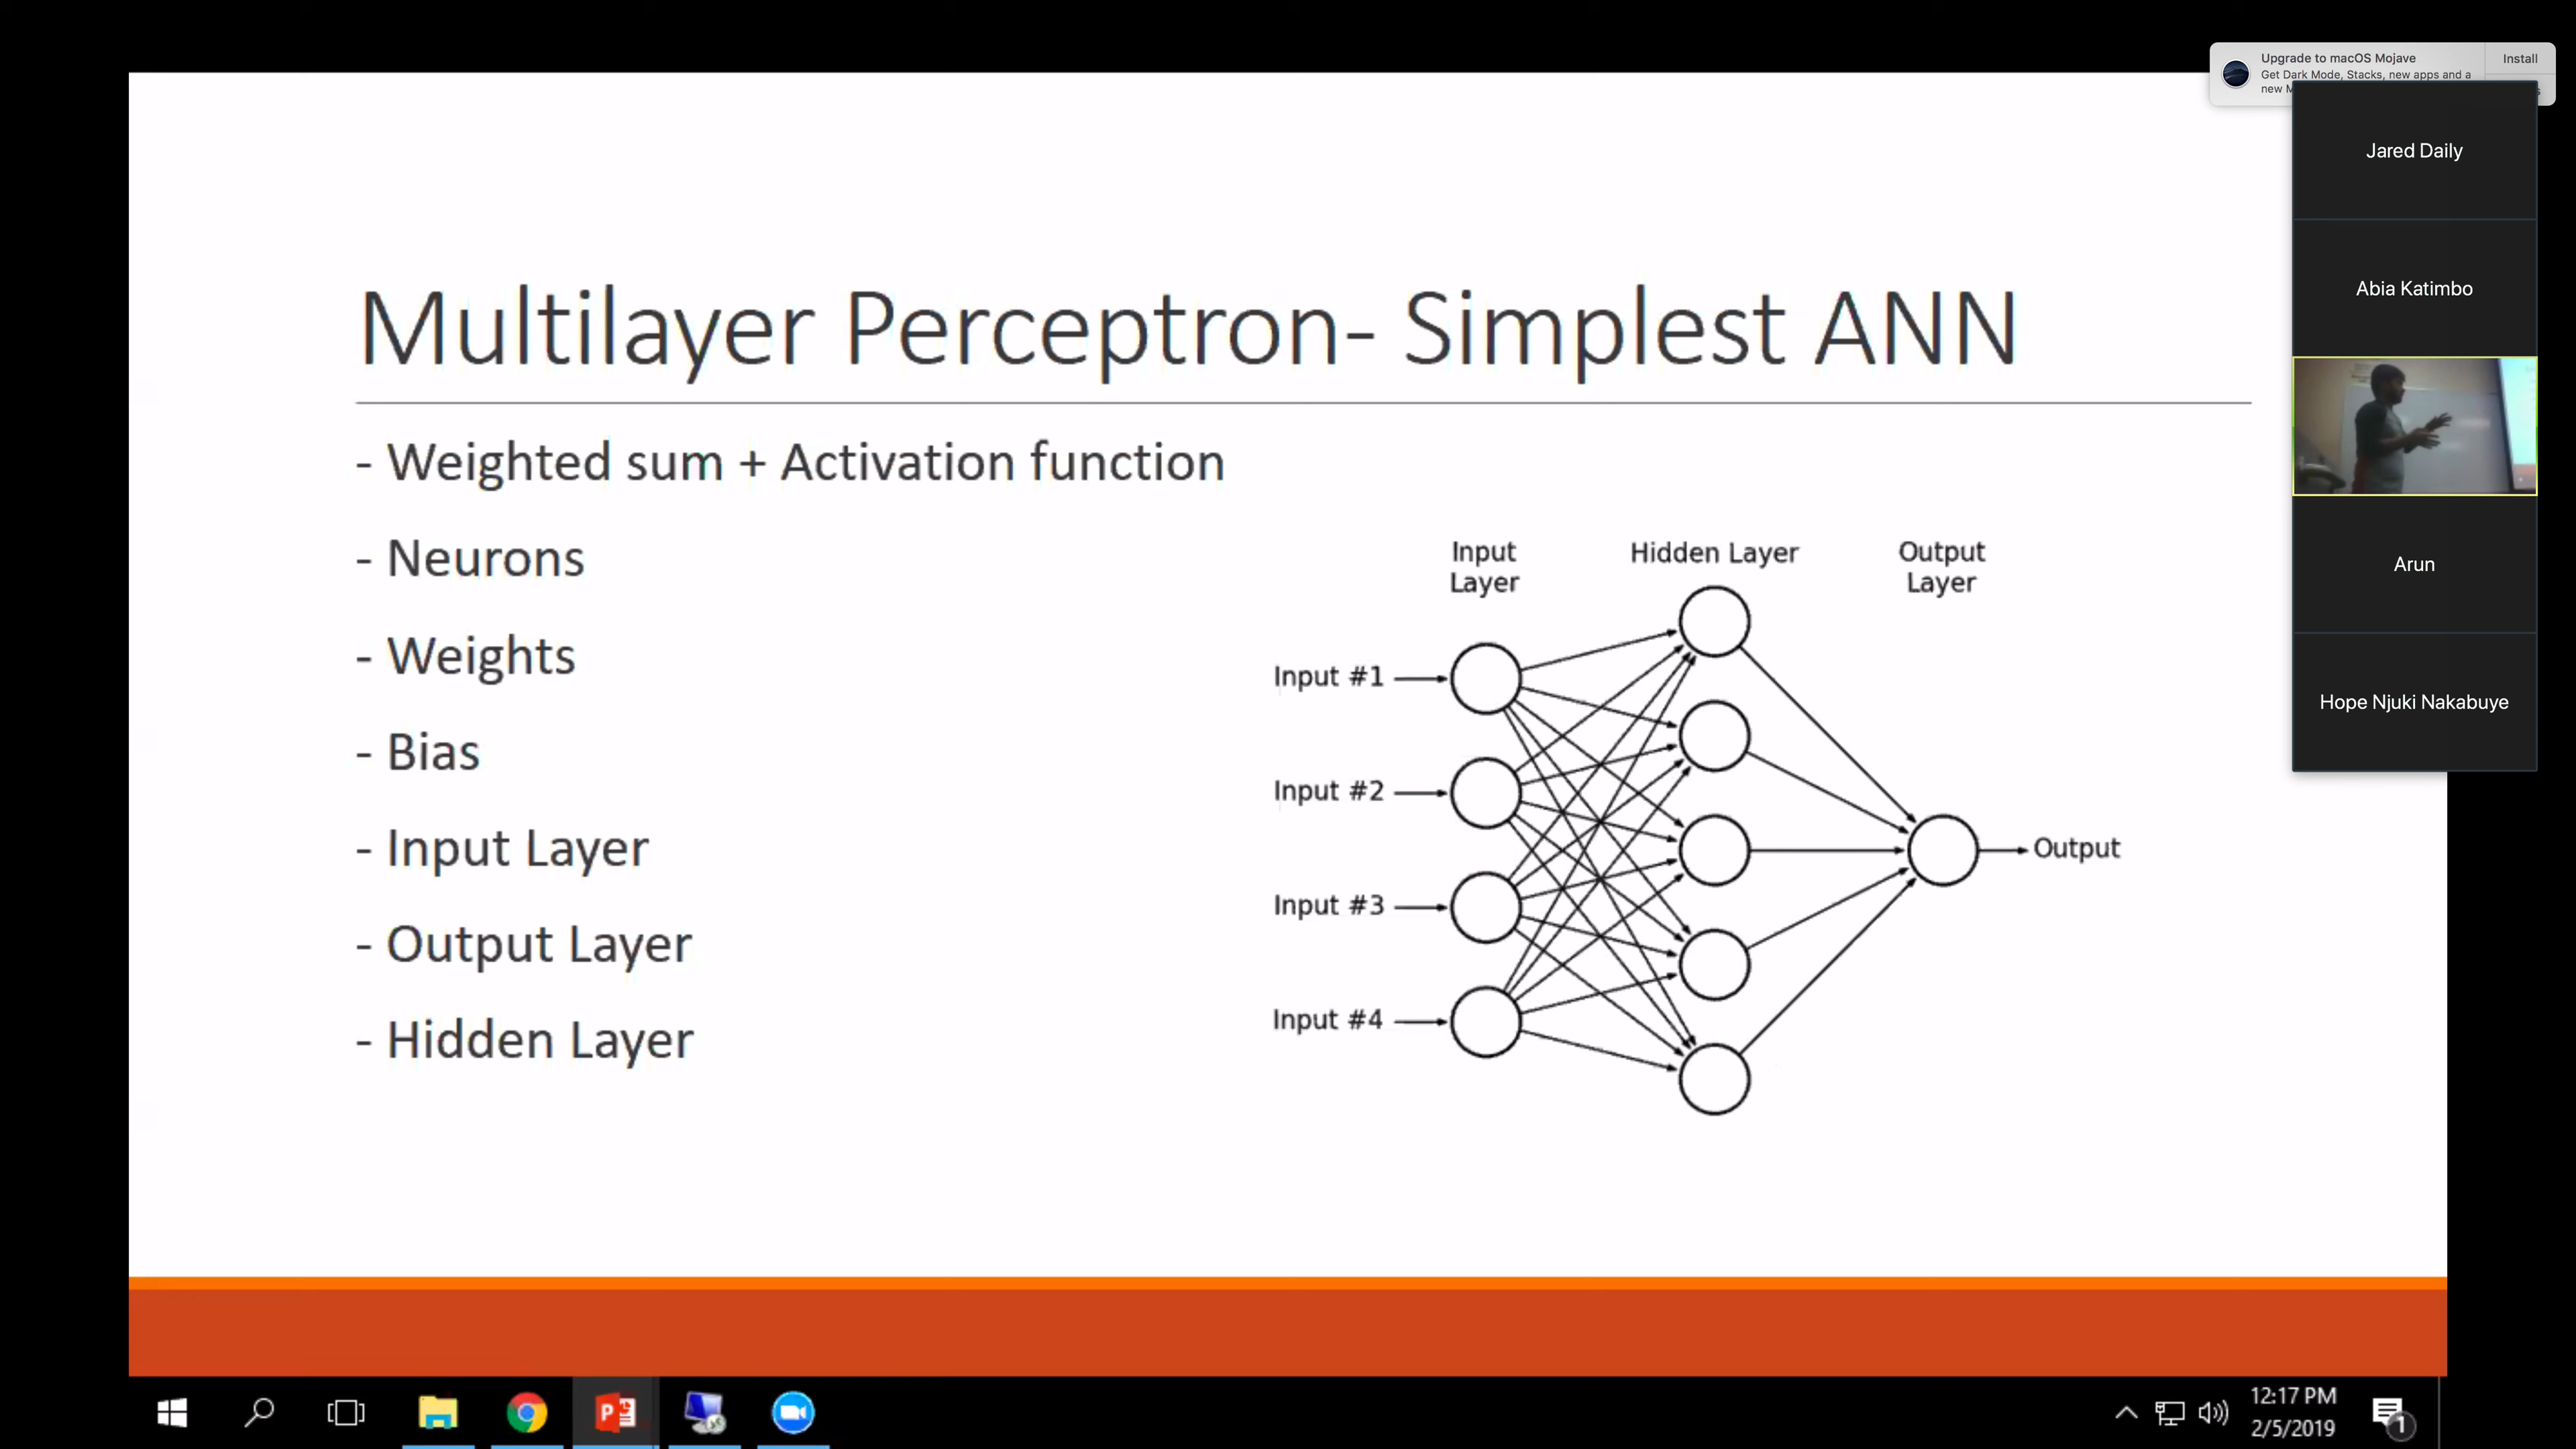 Upgrade to macOS Mojave
Install
Get Dark Mode, Stacks, new apps and a
new
Jared Daily
Abia Katimbo
Arun
Hope Njuki Nakabuye
Multilayer Perceptron- Simplest ANN
- Weighted sum + Activation function
- Neurons
- Weights
- Bias
- Input Layer
- Output Layer
- Hidden Layer
Input
Layer
Hidden Layer
Output
Layer
Input #1
Input #2
Input #3
Input #4
Output
12:17 PM
2/5/2019
1